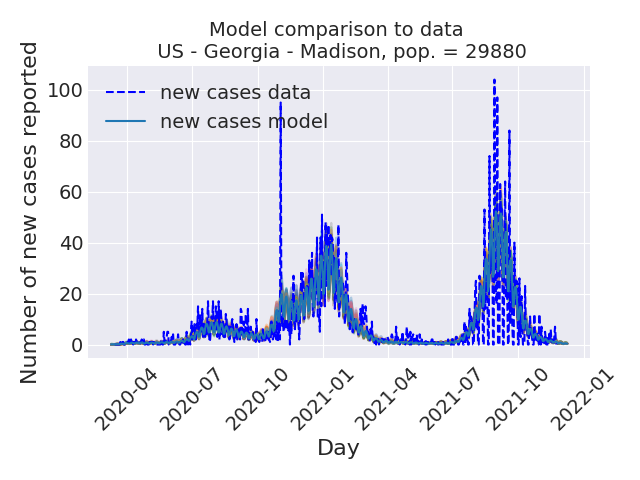 Model comparison to data
US - Georgia - Madison, pop. = 29880
Number of new cases reported
100
80
60
40
20
0
new cases data
new cases model
2020-04
2020-07
2020-10
2021-01
2021-04
2021-07
2021-10
2022-01
Day